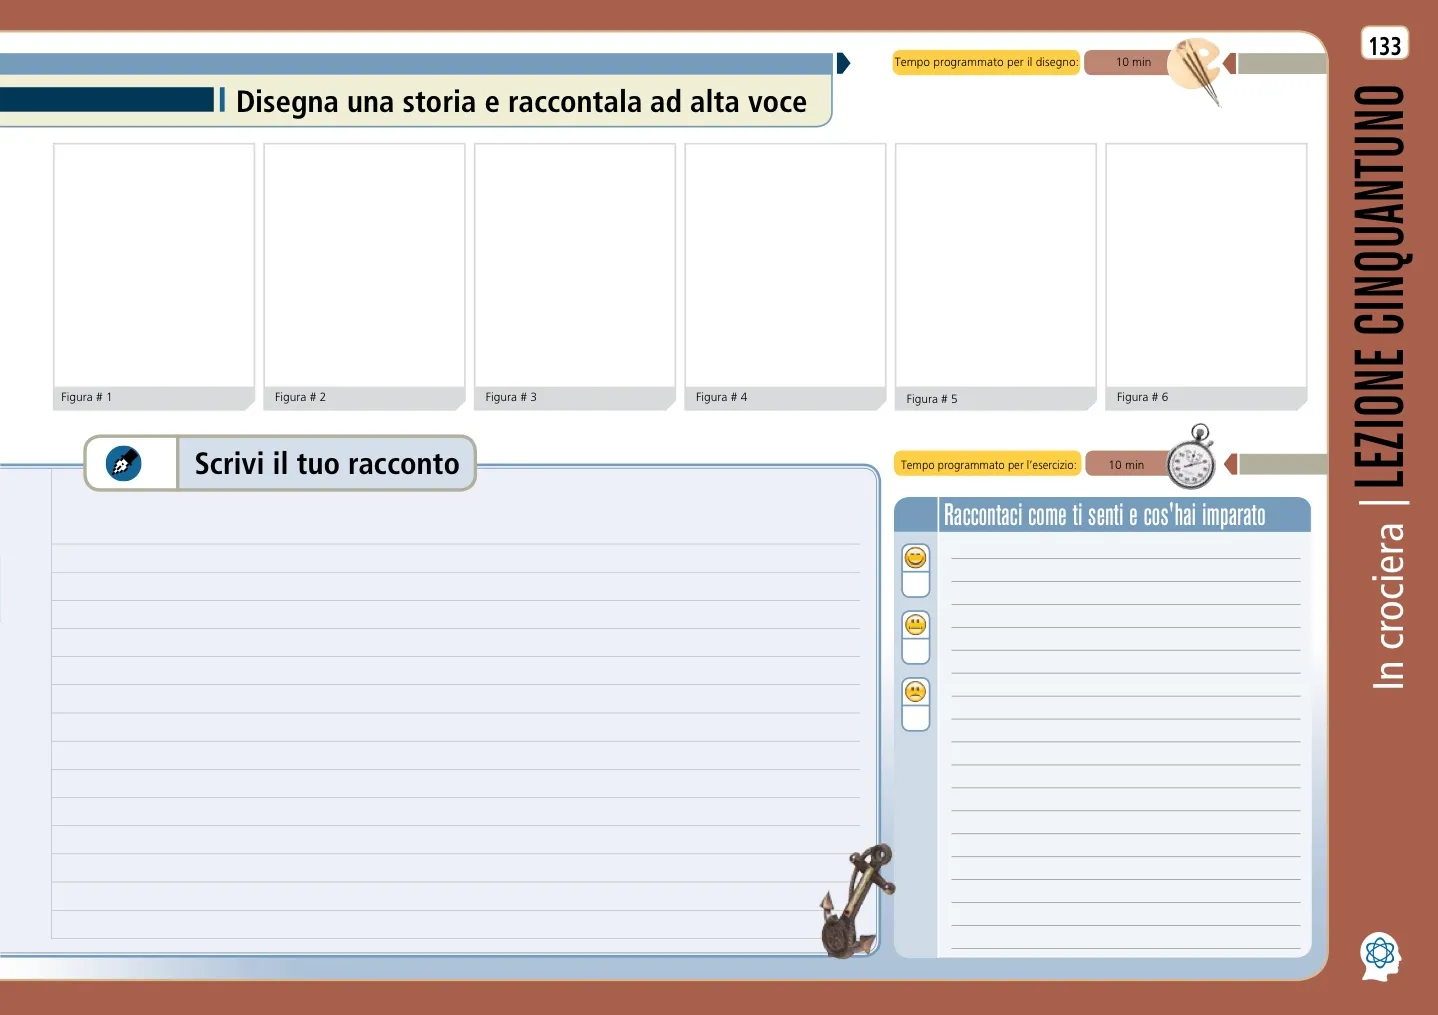 Tempo programmato per il disegno:
10 min
Disegna una storia e raccontala ad alta voce
Figura # 1
Figura # 2
Figura # 3
Figura # 4
Figura # 5
Figura # 6
Scrivi il tuo racconto
Tempo programmato per l'esercizio:
10 min
Raccontaci come ti senti e cos'hai imparato
133
In crociera | LEZIONE CINQUANTUNO